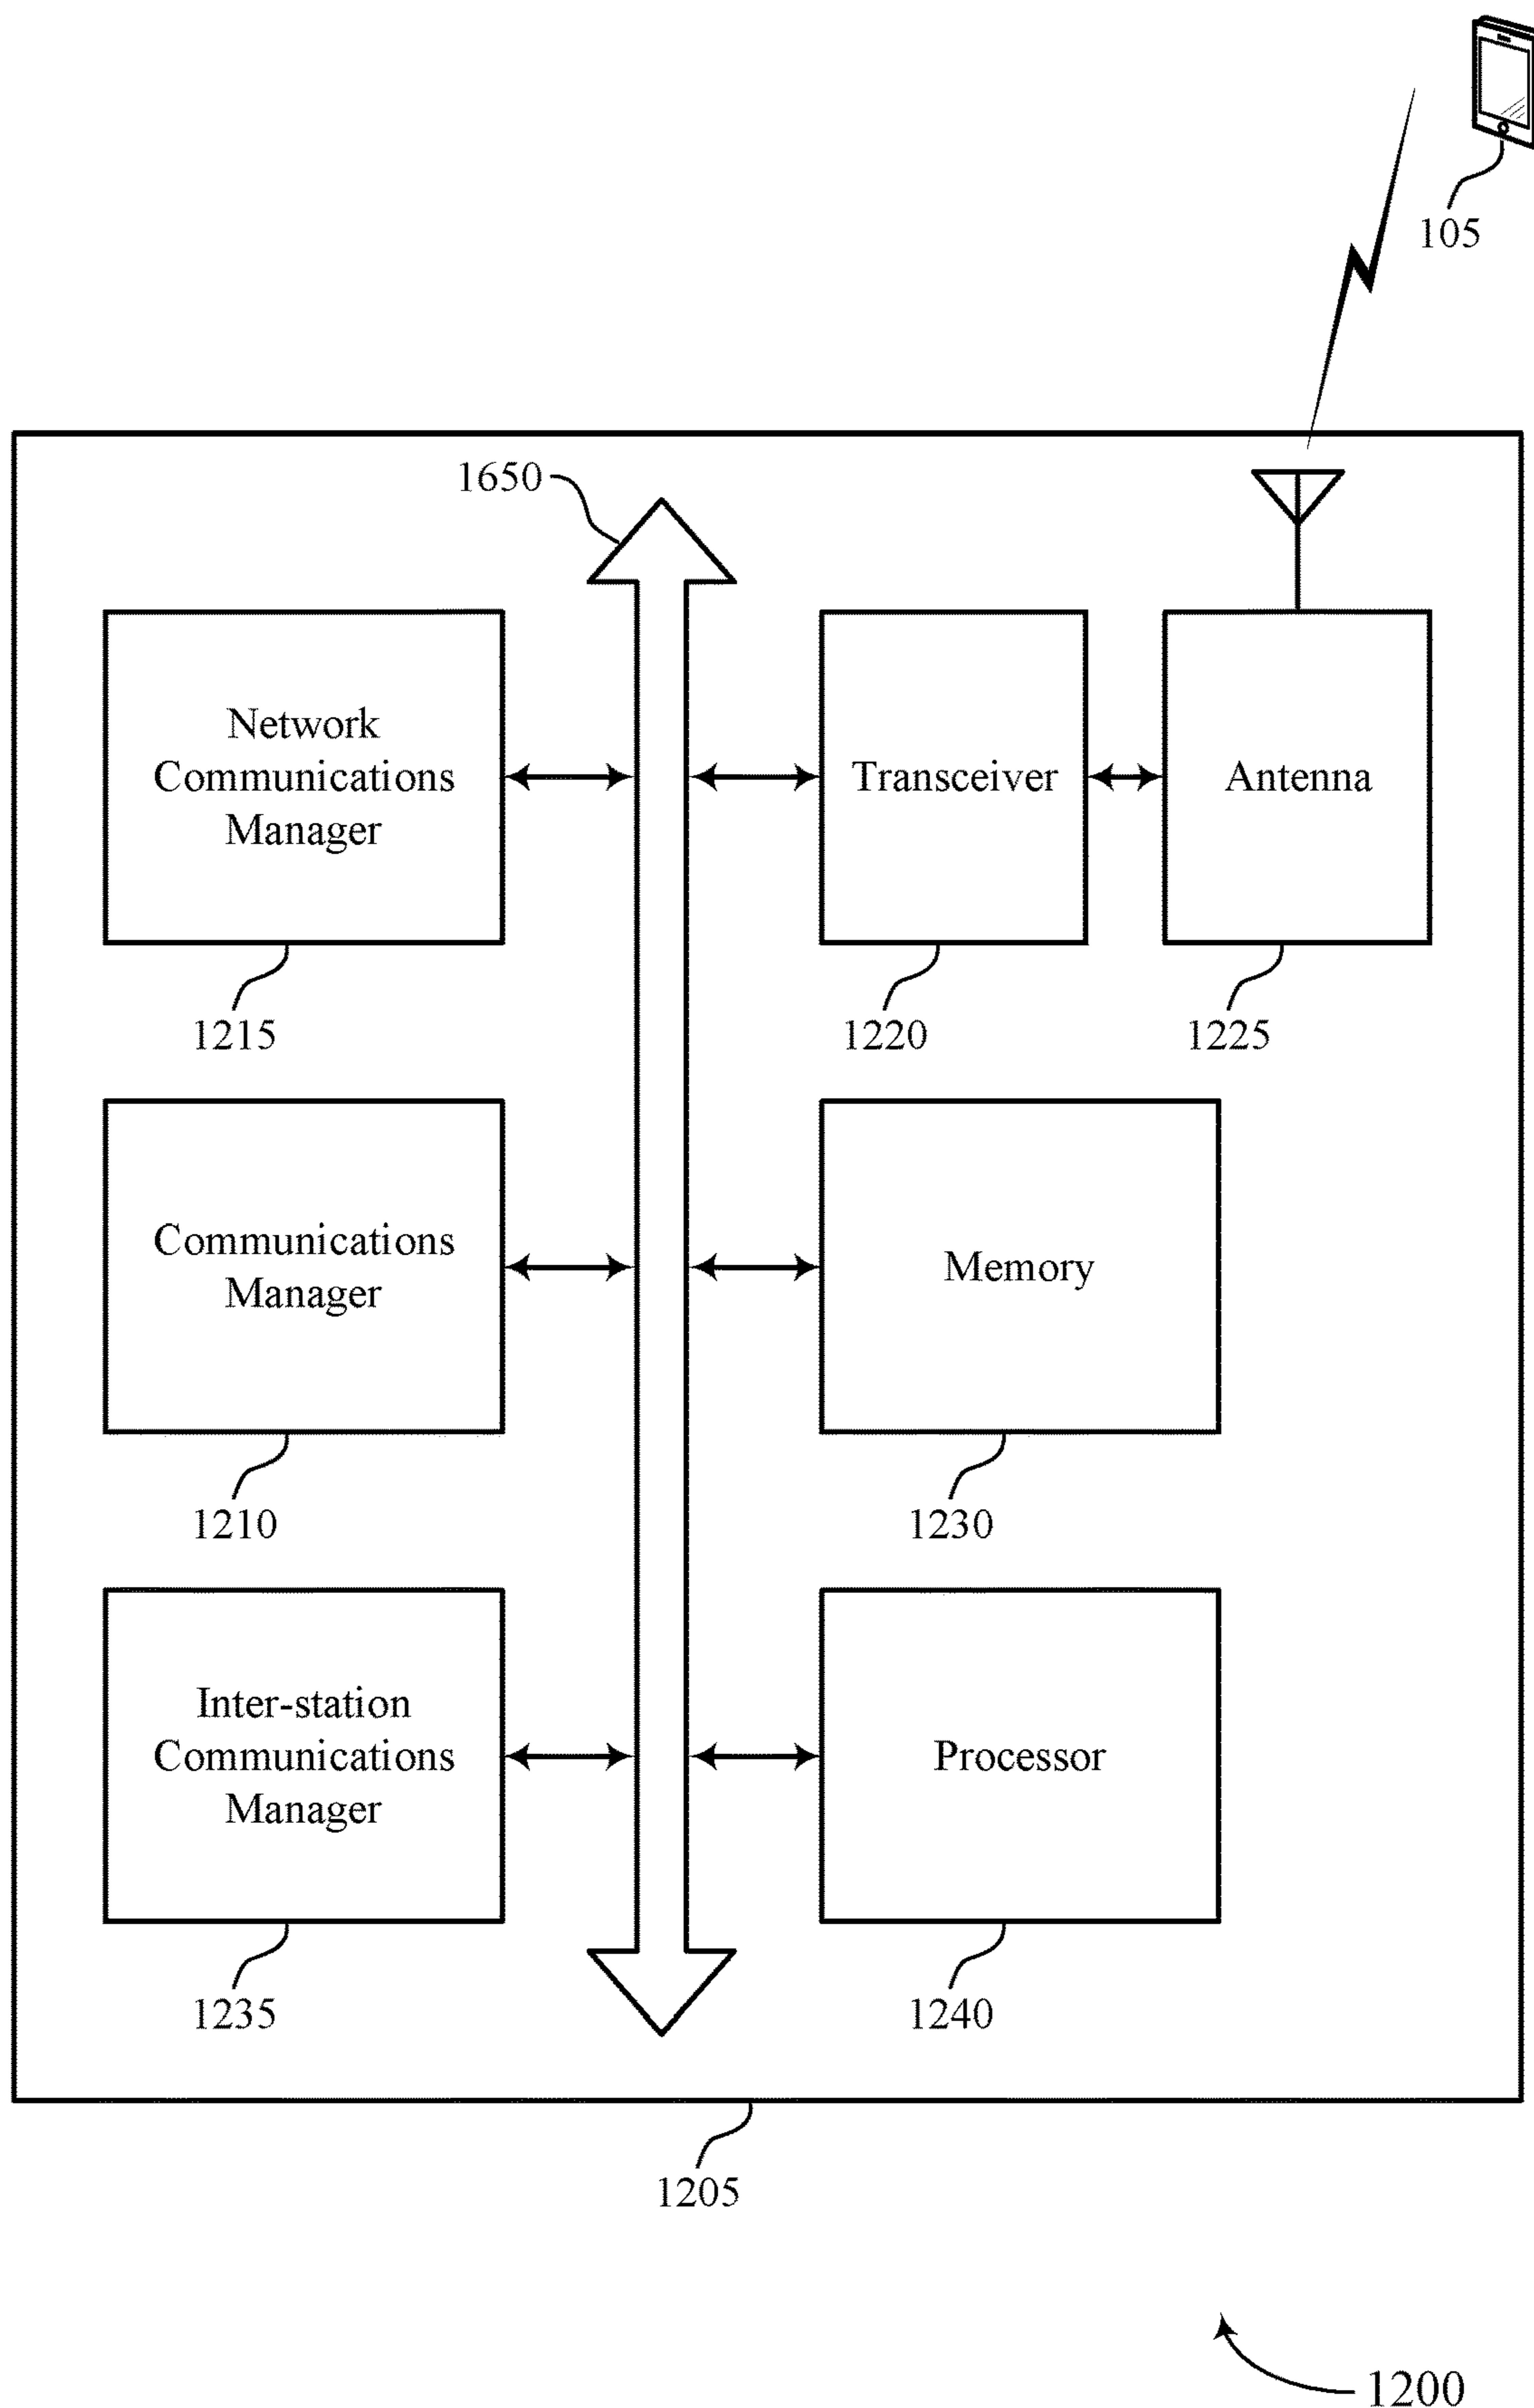 105
1650
Network
Communications
Manager
Transceiver
Antenna
1215
1220
1225
Communications
Manager
Memory
1210
1230
Inter-station
Communications
Manager
Processor
1235
1240
1205
1200